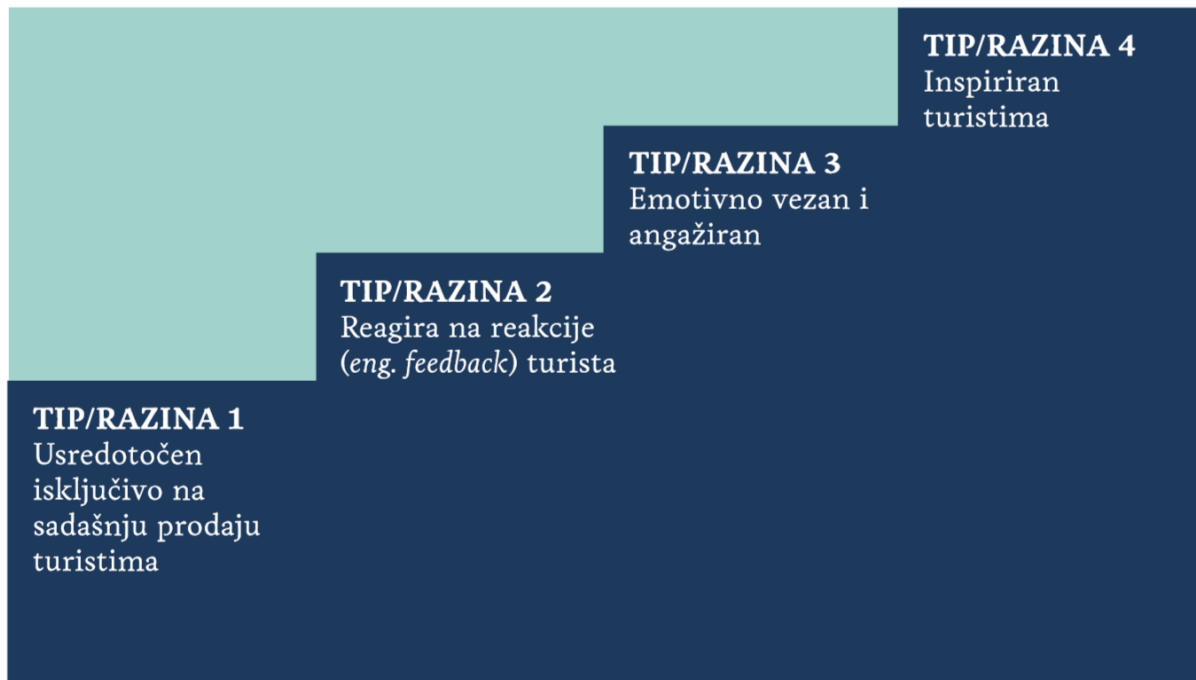 TIP/RAZINA 4
Inspiriran
turistima
TIP/RAZINA 3
Emotivno vezan i
angažiran
TIP/RAZINA 2
Reagira na reakcije
(eng. feedback) turista
TIP/RAZINA 1
Usredotočen
isključivo na
sadašnju prodaju
turistima